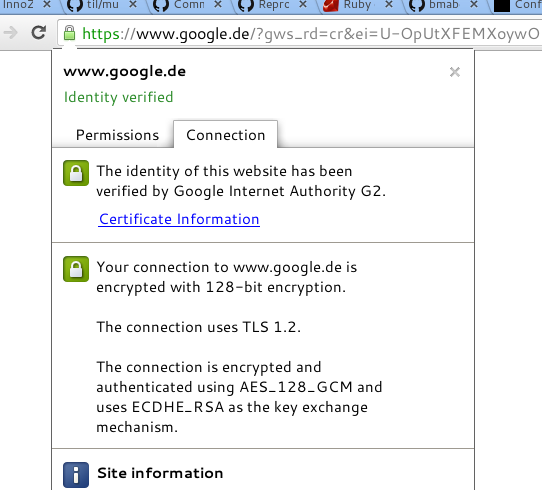 Inno2 til/mu Comm Repro Ruby bmab Conf
https://www.google.de/?gws_rd=cr&ei=U-OpUtXFEMXoywO
www.google.de
Identity verified
Permissions Connection
The identity of this website has been
verified by Google Internet Authority G2.
Certificate Information
Your connection to www.google.de is
encrypted with 128-bit encryption.
The connection uses TLS 1.2.
The connection is encrypted and
authenticated using AES_128_GCM and
uses ECDHE_RSA as the key exchange
mechanism.
Site information